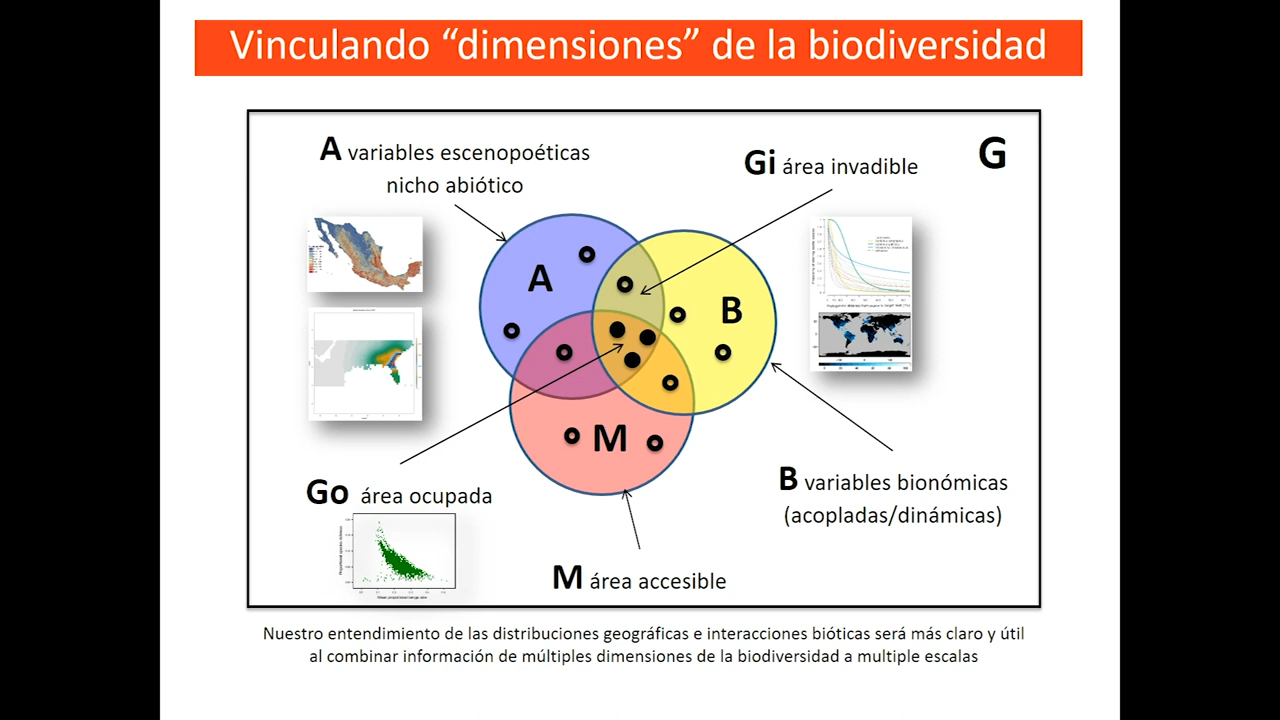 Vinculando “dimensiones” de la biodiversidad
A variables escenopoéticas
nicho abiótico
Gi área invadible
G
A
B
M
Go área ocupada
B variables bionómicas
(acopladas/dinámicas)
M área accesible
Nuestro entendimiento de las distribuciones geográficas e interacciones bióticas será más claro y útil
al combinar información de múltiples dimensiones de la biodiversidad a multiple escalas